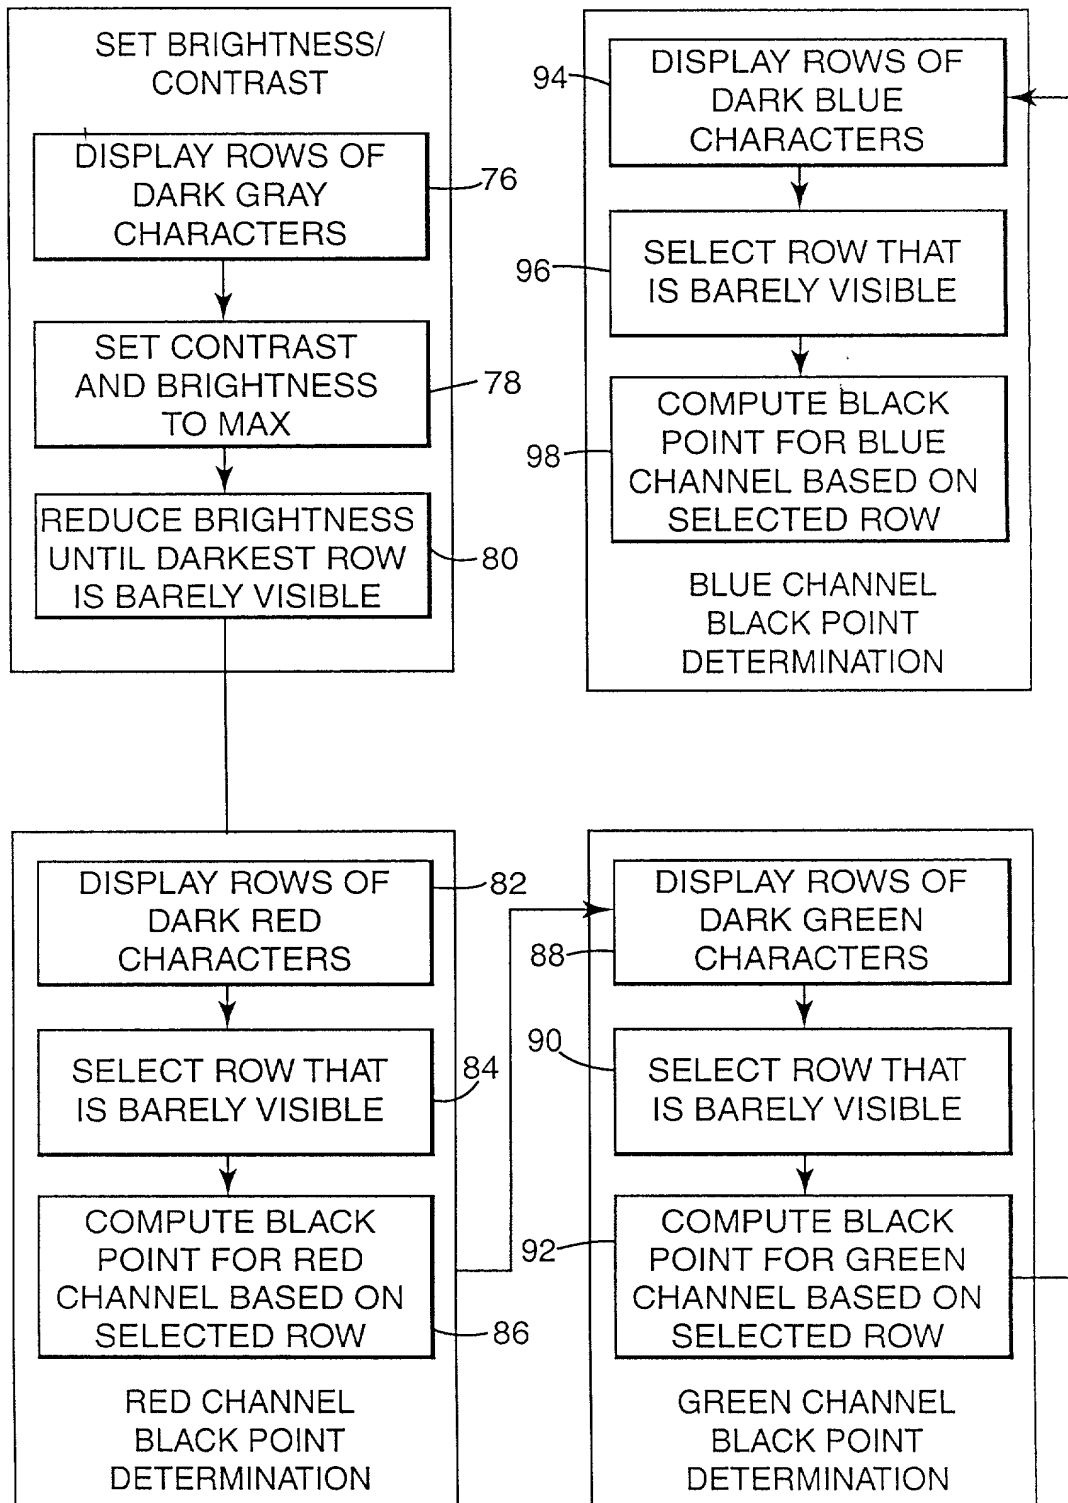 SET BRIGHTNESS/
CONTRAST
DISPLAY ROWS OF
DARK GRAY
CHARACTERS
76
SET CONTRAST
AND BRIGHTNESS
TO MAX
78
REDUCE BRIGHTNESS
UNTIL DARKEST ROW
IS BARELY VISIBLE
80
DISPLAY ROWS OF
DARK RED
CHARACTERS
82
SELECT ROW THAT
IS BARELY VISIBLE
84
COMPUTE BLACK
POINT FOR RED
CHANNEL BASED ON
SELECTED ROW
86
RED CHANNEL
BLACK POINT
DETERMINATION
DISPLAY ROWS OF
DARK GREEN
CHARACTERS
88
90
SELECT ROW THAT
IS BARELY VISIBLE
92
COMPUTE BLACK
POINT FOR GREEN
CHANNEL BASED ON
SELECTED ROW
GREEN CHANNEL
BLACK POINT
DETERMINATION
94
DISPLAY ROWS OF
DARK BLUE
CHARACTERS
96
SELECT ROW THAT
IS BARELY VISIBLE
98
COMPUTE BLACK
POINT FOR BLUE
CHANNEL BASED ON
SELECTED ROW
BLUE CHANNEL
BLACK POINT
DETERMINATION